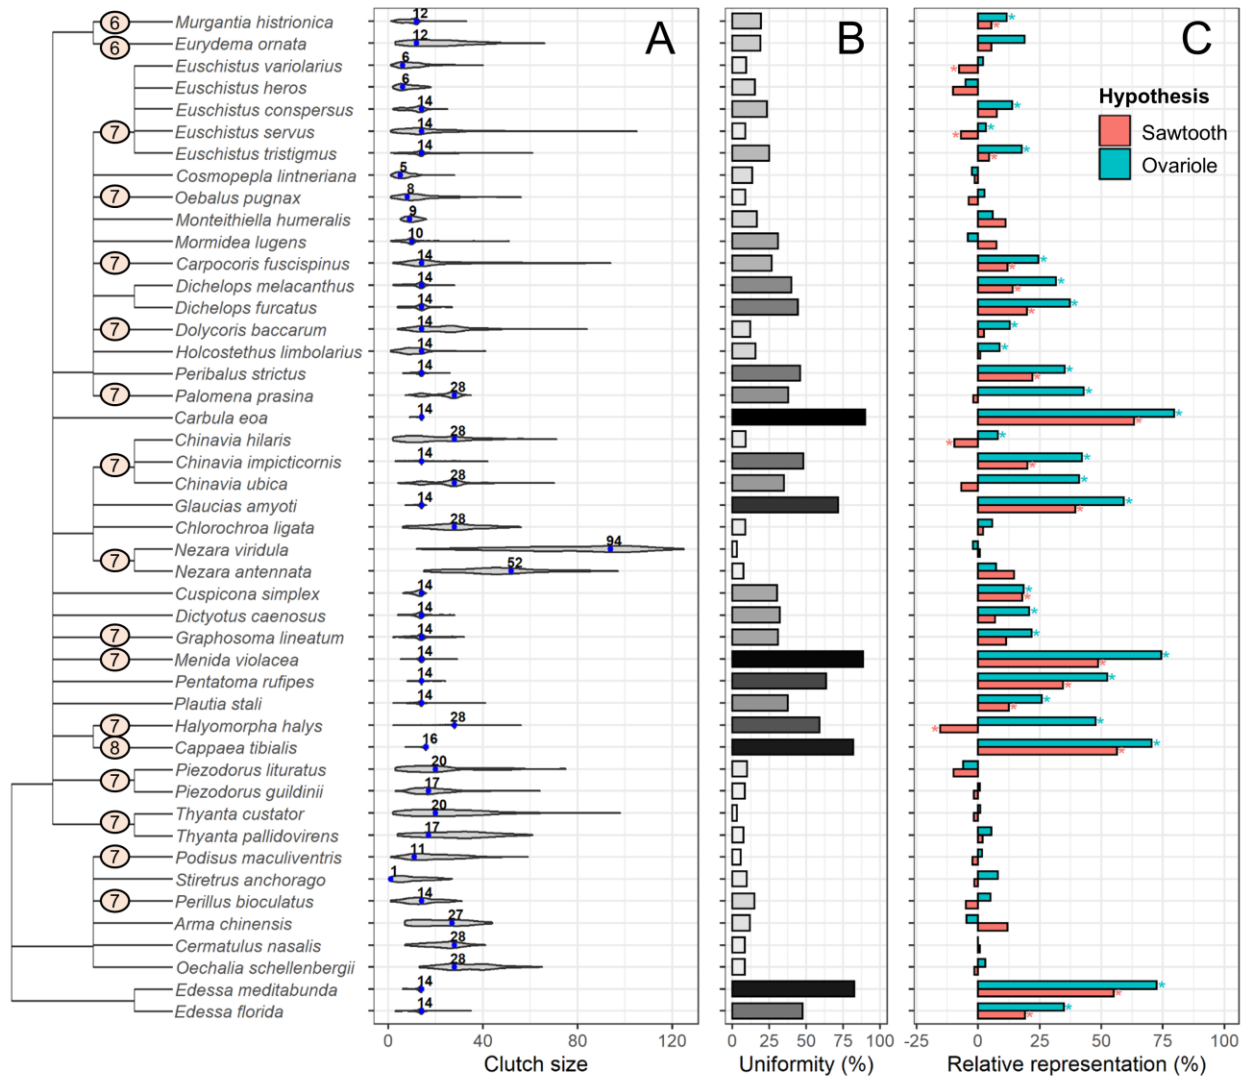 A
B
C
6 Murgantia histrionica 12
6 Eurydema ornata 12
Euschistus variolarius 6 *
Euschistus heros 6
Euschistus conspersus 14 *
7 Euschistus servus 14 * *
Euschistus tristigmus 14 * *
Cosmopepla lintneriana 5
7 Oebalus pugnax 8
Monteithiella humeralis 9
Mormidea lugens 10
7 Carpocoris fuscispinus 14 * *
Dichelops melacanthus 14 * *
Dichelops furcatus 14 * *
7 Dolycoris baccarum 14 *
Holcostethus limbolarius 14 *
Peribalus strictus 14 * *
7 Palomena prasina 28 *
Carbula eoa 14 * *
Chinavia hilaris 28 * *
7 Chinavia impicticornis 14 * *
Chinavia ubica 28 *
Glaucias amyoti 14 * *
Chlorochroa ligata 28
Nezara viridula 94
7 Nezara antennata 52
Cuspicona simplex 14 * *
Dictyotus caenosus 14 *
7 Graphosoma lineatum 14 *
7 Menida violacea 14 * *
Pentatoma rufipes 14 * *
Plautia stali 14 * *
7 Halyomorpha halys 28 * *
8 Cappaea tibialis 16 * *
Piezodorus lituratus 20
7 Piezodorus guildinii 17
Thyanta custator 20
7 Thyanta pallidovirens 17
7 Podisus maculiventris 11
Stiretrus anchorago 1
7 Perillus bioculatus 14
Arma chinensis 27
Cermatulus nasalis 28
Oechalia schellenbergii 28
Edessa meditabunda 14 * *
Edessa florida 14 * *
Hypothesis
Sawtooth
Ovariole
0 40 80 120
Clutch size
0 25 50 75 100
Uniformity (%)
-25 0 25 50 75 100
Relative representation (%)